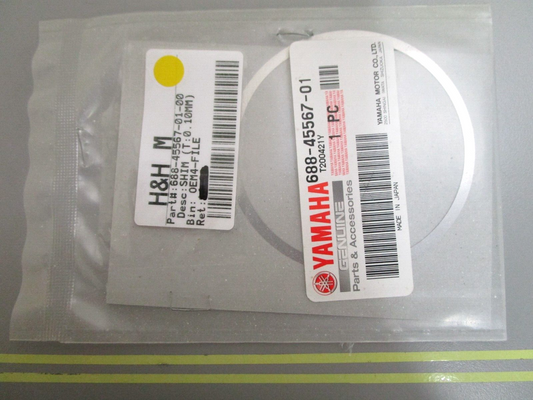 H&H M
Part#:688-45567-01-00
Desc:SHIM (T:0.10MM)
Bin: OEM4-FILE
Ret:
YAMAHA
GENUINE
Parts & Accessories
688-45567-01
T200421Y
1 PC
YAMAHA MOTOR CO.,LTD.
MADE IN JAPAN